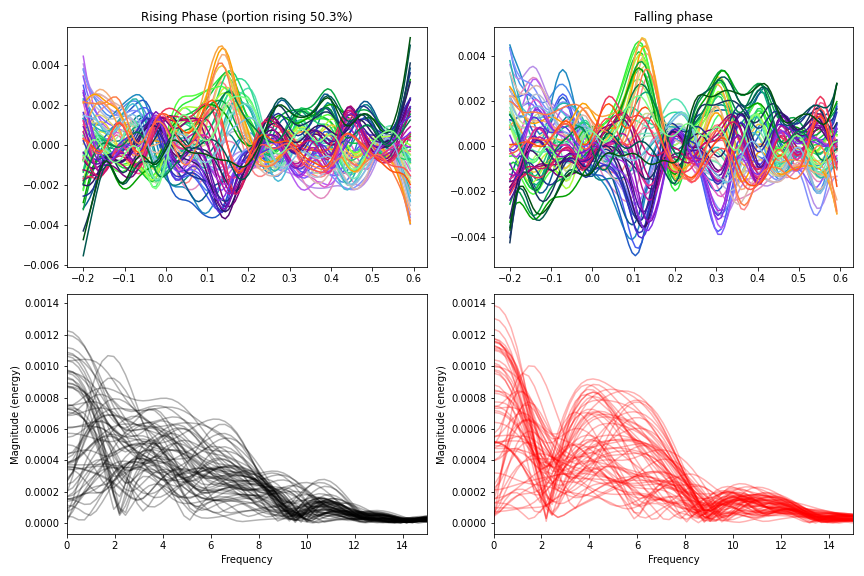 Rising Phase (portion rising 50.3%)
0.004
0.002
0.000
−0.002
−0.004
−0.006
−0.2 −0.1 0.0 0.1 0.2 0.3 0.4 0.5 0.6
Falling phase
0.004
0.002
0.000
−0.002
−0.004
−0.2 −0.1 0.0 0.1 0.2 0.3 0.4 0.5 0.6
Magnitude (energy)
0.0014
0.0012
0.0010
0.0008
0.0006
0.0004
0.0002
0.0000
0 2 4 6 8 10 12 14
Frequency
Magnitude (energy)
0.0014
0.0012
0.0010
0.0008
0.0006
0.0004
0.0002
0.0000
0 2 4 6 8 10 12 14
Frequency